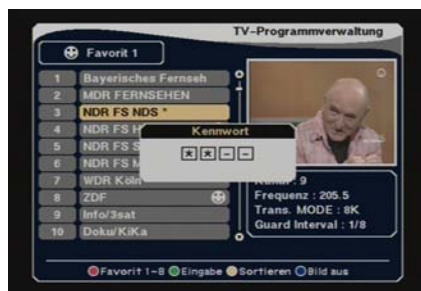 TV-Programmverwaltung
Favorit 1
1 Bayerisches Fernseh
2 MDR FERNSEHEN
3 NDR FS NDS *
4 NDR FS H
5 NDR FS S
6 NDR FS M
7 WDR Köln
8 ZDF
9 Info/3sat
10 Doku/KiKa
Kennwort
* * - -
: 9
Frequenz : 205.5
Trans. MODE : 8K
Guard Interval : 1/8
Favorit 1-8 Eingabe Sortieren Bild aus